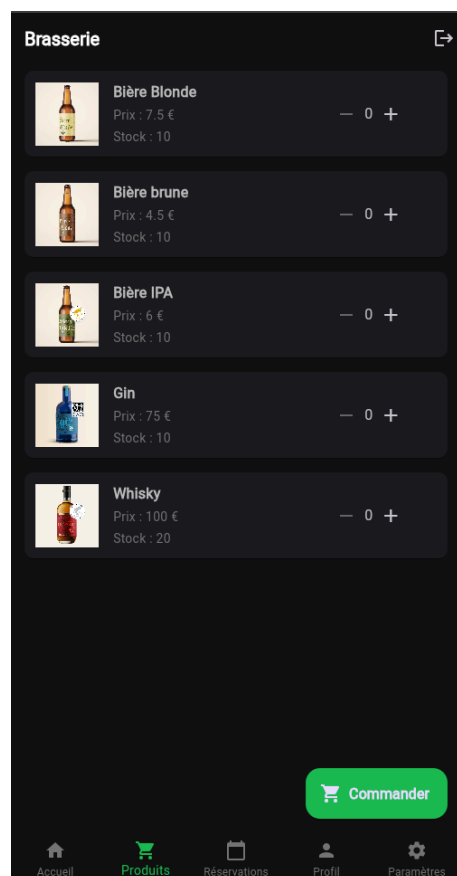 Brasserie
Bière Blonde
Prix : 7.5 €
Stock : 10
0
Bière brune
Prix : 4.5 €
Stock : 10
0
Bière IPA
Prix : 6 €
Stock : 10
0
Gin
Prix : 75 €
Stock : 10
0
Whisky
Prix : 100 €
Stock : 20
0
Commander
Accueil Produits Réservations Profil Paramètres